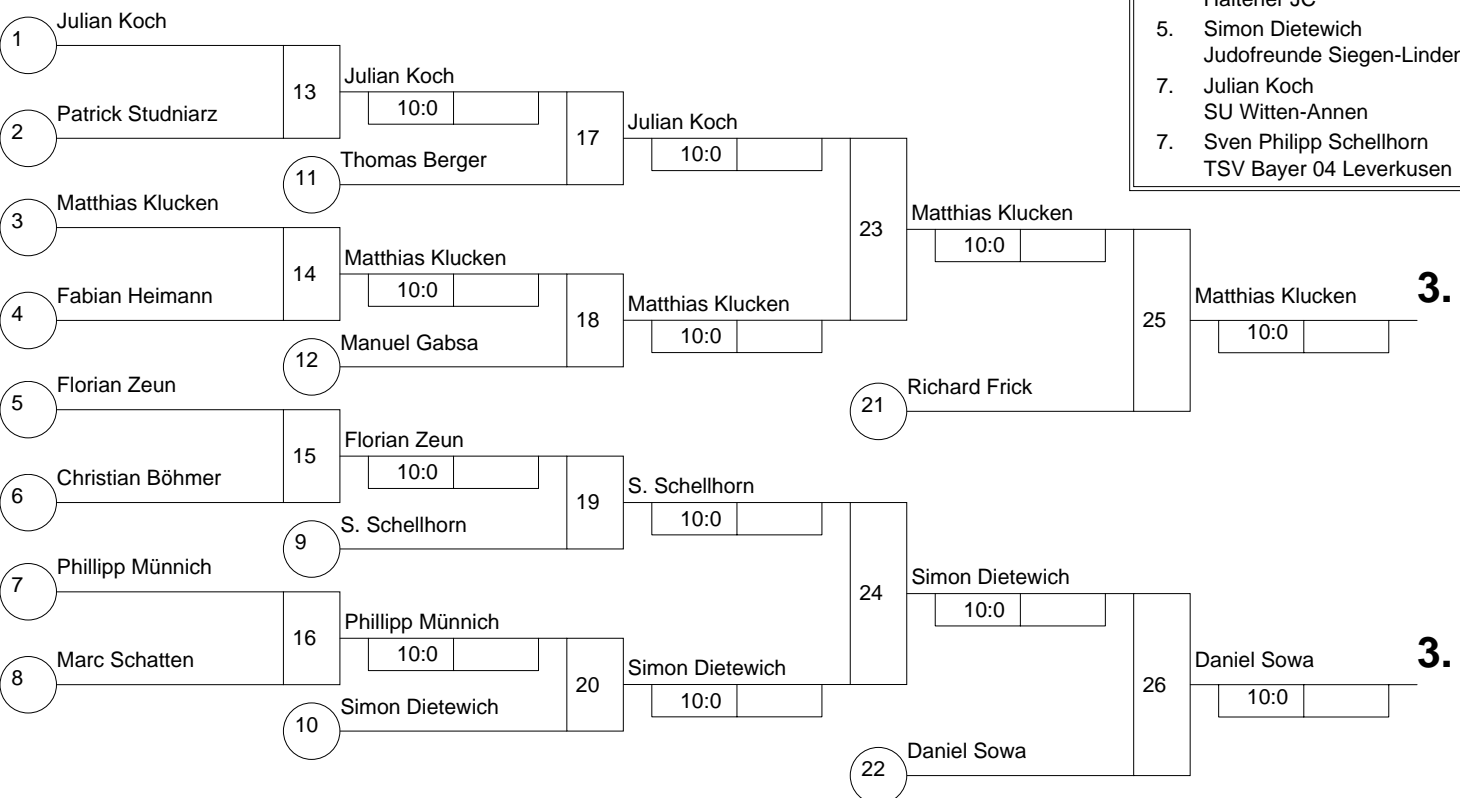 Haltener JC
5. Simon Dietewich
Judofreunde Siegen-Linden
7. Julian Koch
SU Witten-Annen
7. Sven Philipp Schellhorn
TSV Bayer 04 Leverkusen
1 Julian Koch
2 Patrick Studniarz
13
Julian Koch
10:0
11 Thomas Berger
17
Julian Koch
10:0
3 Matthias Klucken
4 Fabian Heimann
14
Matthias Klucken
10:0
12 Manuel Gabsa
18
Matthias Klucken
10:0
23
Matthias Klucken
10:0
21 Richard Frick
25
Matthias Klucken 3.
10:0
5 Florian Zeun
6 Christian Böhmer
15
Florian Zeun
10:0
9 S. Schellhorn
19
S. Schellhorn
10:0
7 Phillipp Münnich
8 Marc Schatten
16
Phillipp Münnich
10:0
10 Simon Dietewich
20
Simon Dietewich
10:0
24
Simon Dietewich
10:0
22 Daniel Sowa
26
Daniel Sowa 3.
10:0